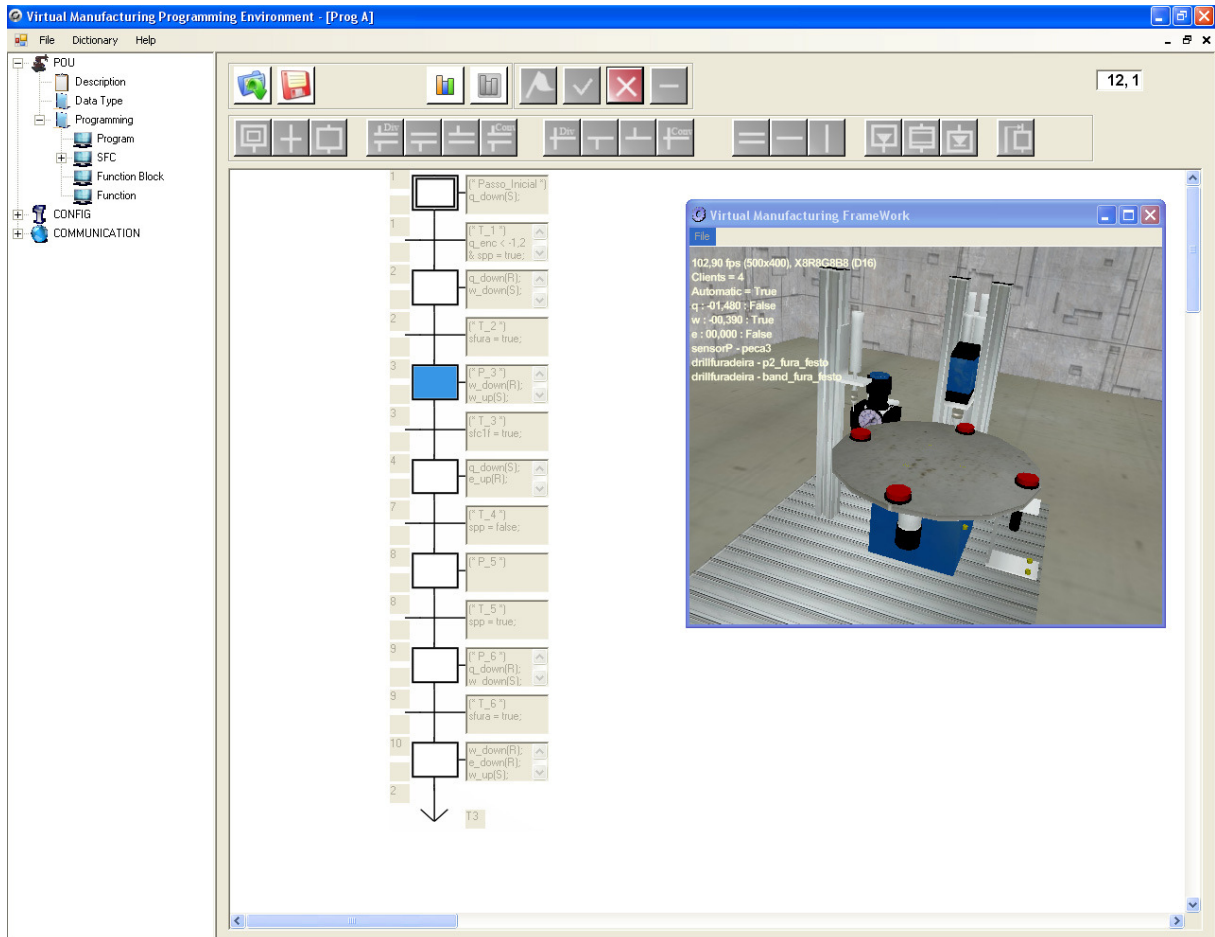 Virtual Manufacturing Programming Environment - [Prog A]
File Dictionary Help
POU
Description
Data Type
Programming
Program
SFC
Function Block
Function
CONFIG
COMMUNICATION
12, 1
Div
Conv
Div
Conv
1
(* Passo_Inicial *)
q_down(S);
1
(* T_1 *)
q_enc < -1,2
& spp = true;
2
q_down(R);
w_down(S);
2
(* T_2 *)
sfura = true;
3
(* P_3 *)
w_down(R);
w_up(S);
3
(* T_3 *)
sfc1f = true;
4
q_down(S);
e_up(R);
7
(* T_4 *)
spp = false;
8
(* P_5 *)
8
(* T_5 *)
spp = true;
9
(* P_6 *)
q_down(R);
w_down(S);
9
(* T_6 *)
sfura = true;
10
w_down(R);
e_down(R);
w_up(S);
2
T3
Virtual Manufacturing FrameWork
File
102,90 fps (500x400), X8R8G8B8 (D16)
Clients = 4
Automatic = True
q : -01,480 : False
w : -00,390 : True
e : 00,000 : False
sensorP - peca3
drillfuradeira - p2_fura_festo
drillfuradeira - band_fura_festo